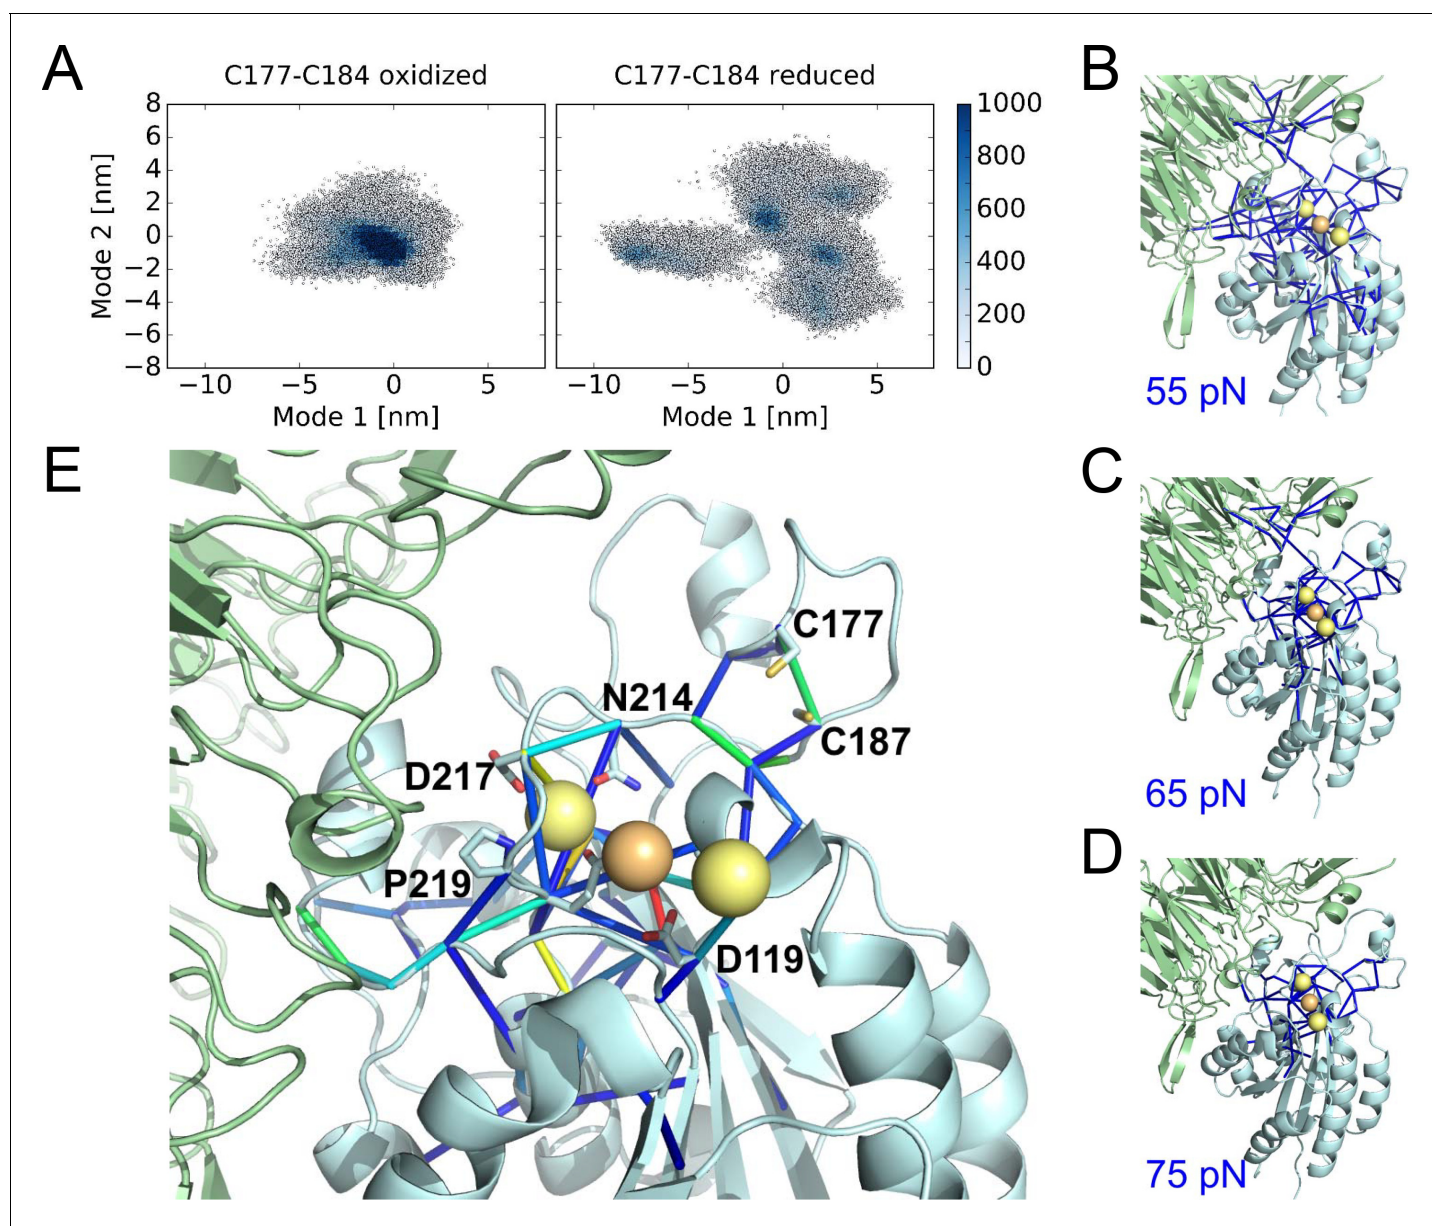 A
C177-C184 oxidized
C177-C184 reduced
8
6
4
2
0
−2
−4
−6
−8
Mode 2 [nm]
−10
−5
0
5
Mode 1 [nm]
−10
−5
0
5
Mode 1 [nm]
1000
800
600
400
200
0
B
55 pN
C
65 pN
D
75 pN
E
C177
N214
C187
D217
P219
D119